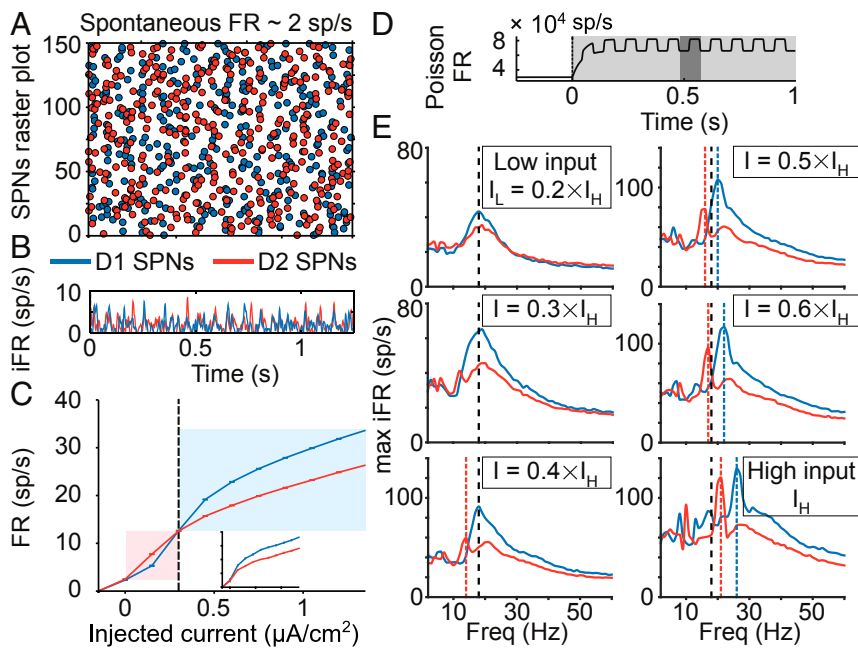 A
Spontaneous FR ~ 2 sp/s
SPNs raster plot
150
100
50
0
B
D1 SPNs
D2 SPNs
iFR (sp/s)
10
0
0
0.5
1
Time (s)
C
FR (sp/s)
40
30
20
10
0
0
0.5
1
Injected current (µA/cm²)
D
× 10⁴ sp/s
Poisson
FR
8
4
0
0.5
1
Time (s)
E
max iFR (sp/s)
80
0
Low input
I_L = 0.2×I_H
100
0
I = 0.5×I_H
80
0
I = 0.3×I_H
100
0
I = 0.6×I_H
100
0
I = 0.4×I_H
10
30
60
Freq (Hz)
100
0
High input
I_H
10
30
60
Freq (Hz)